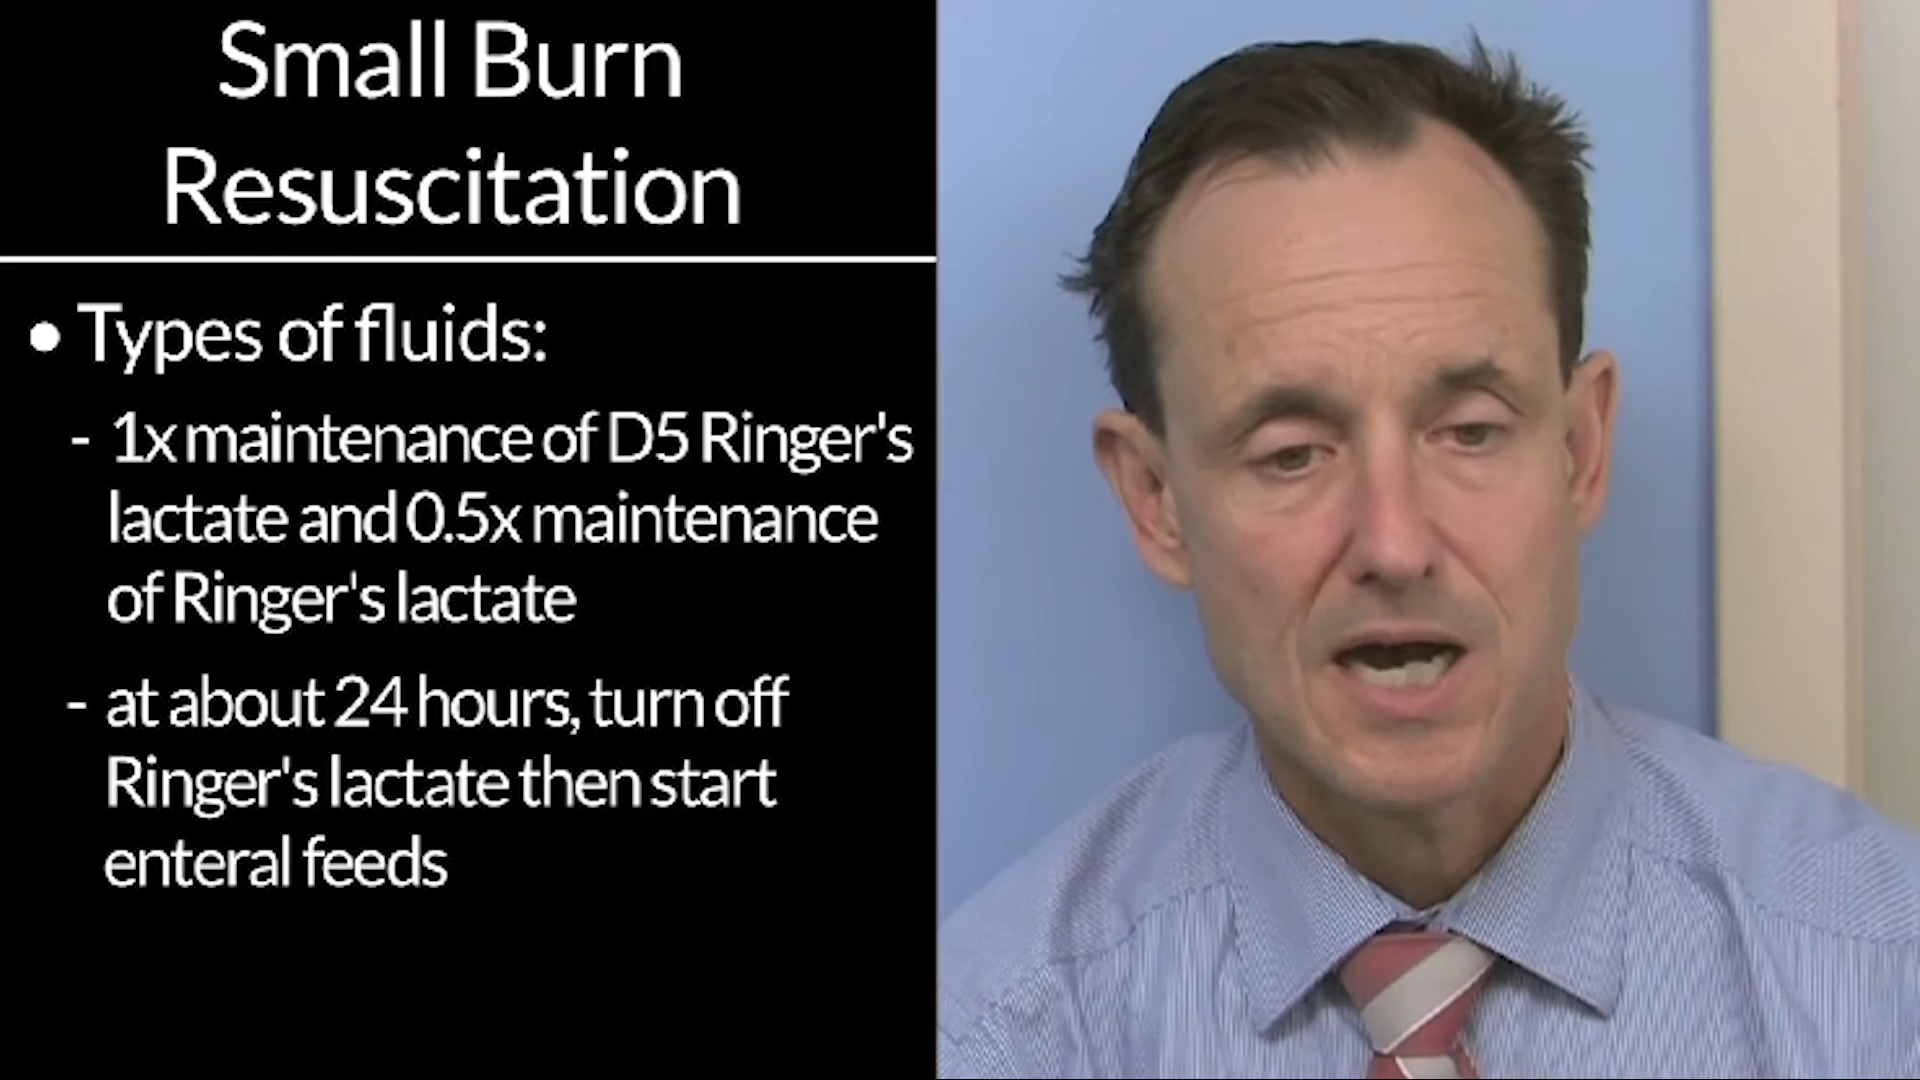 Small Burn
Resuscitation
• Types of fluids:
- 1x maintenance of D5 Ringer's
lactate and 0.5x maintenance
of Ringer's lactate
- at about 24 hours, turn off
Ringer's lactate then start
enteral feeds